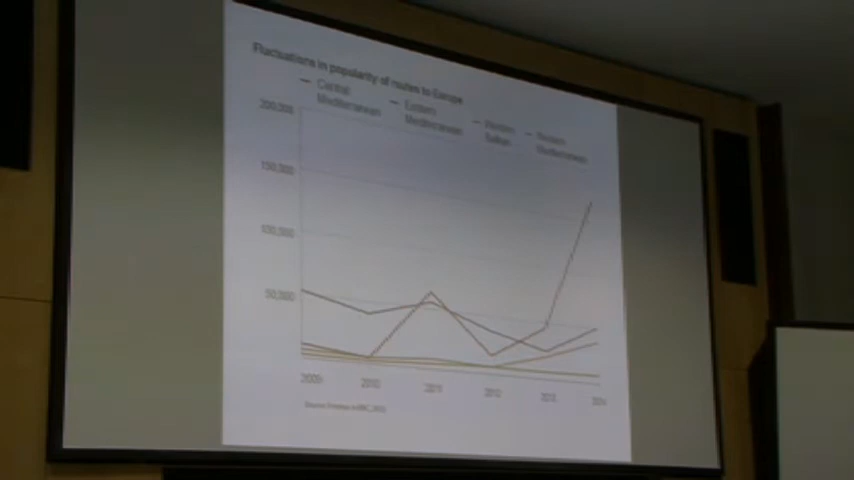 Fluctuations in popularity of routes to Europe
Central
Mediterranean
Eastern
Mediterranean
Western
Balkan
Western
Mediterranean
200,000
150,000
100,000
50,000
2009
2010
2011
2012
2013
2014